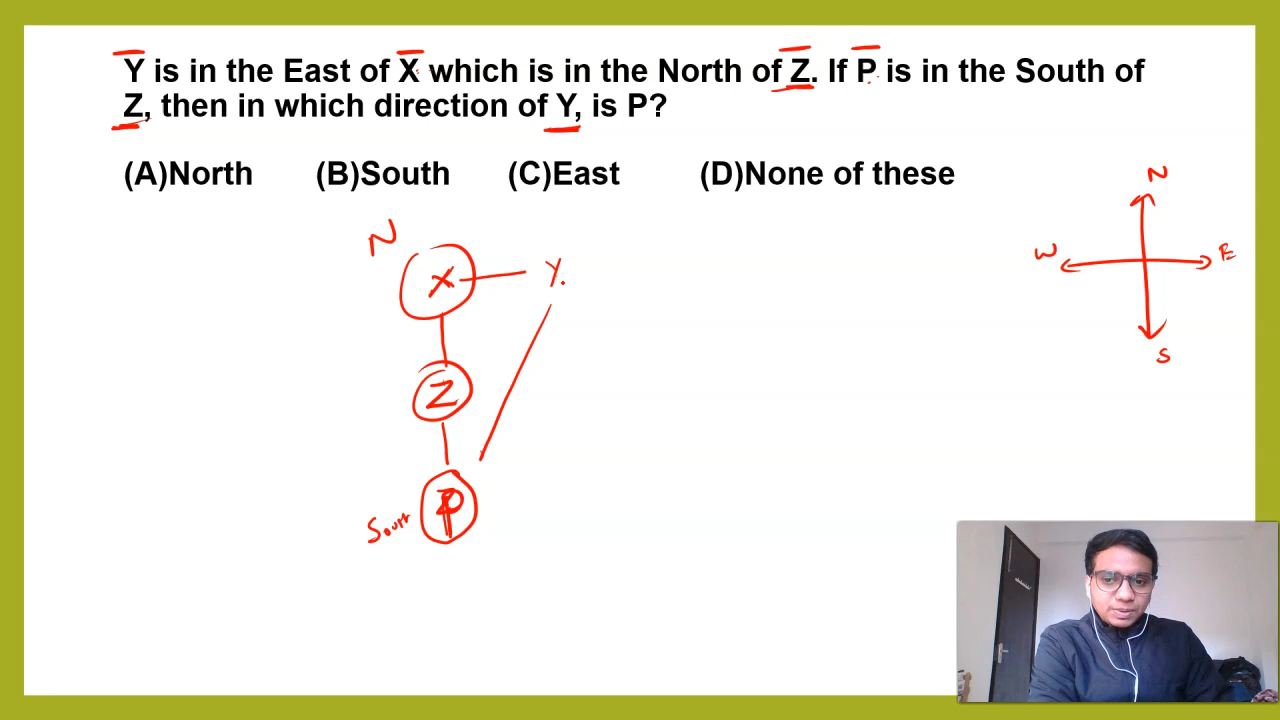 Y is in the East of X which is in the North of Z. If P is in the South of
Z, then in which direction of Y, is P?
(A)North (B)South (C)East (D)None of these
N
W E
S
N
X Y
Z
P
South